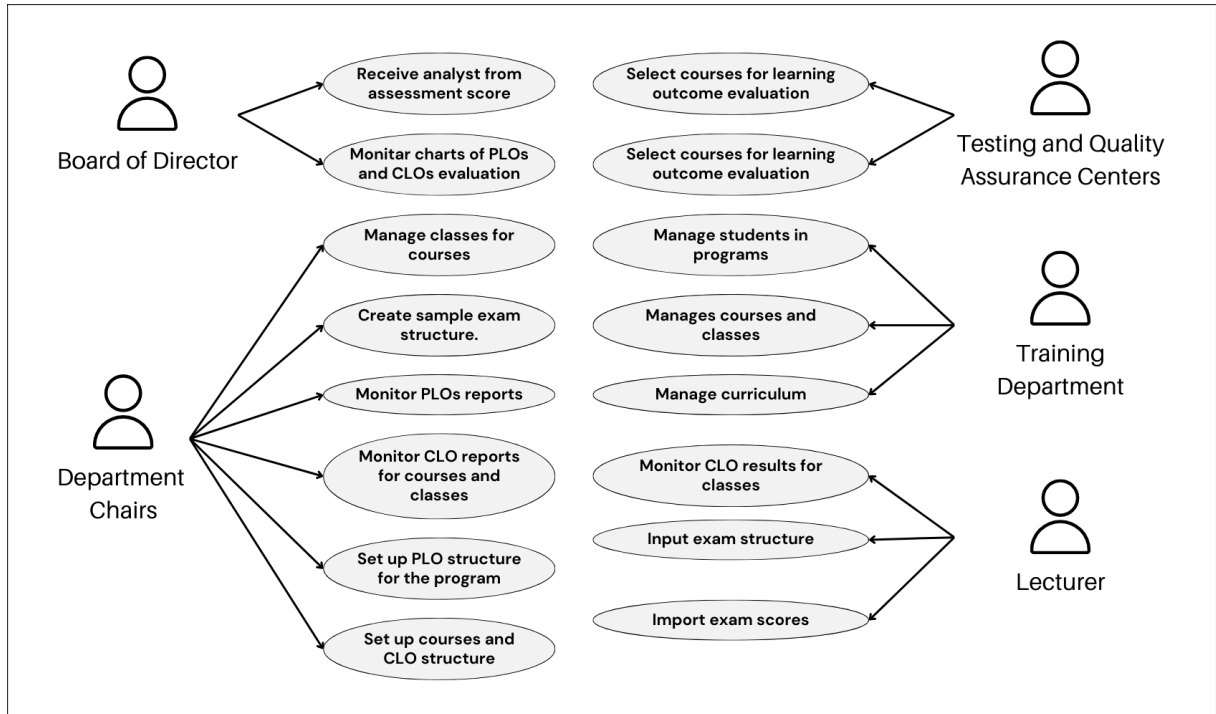 Board of Director
Receive analyst from
assessment score
Monitar charts of PLOs
and CLOs evaluation
Department
Chairs
Manage classes for
courses
Create sample exam
structure.
Monitor PLOs reports
Monitor CLO reports
for courses and
classes
Set up PLO structure
for the program
Set up courses and
CLO structure
Select courses for learning
outcome evaluation
Select courses for learning
outcome evaluation
Testing and Quality
Assurance Centers
Manage students in
programs
Manages courses and
classes
Manage curriculum
Training
Department
Monitor CLO results for
classes
Input exam structure
Import exam scores
Lecturer